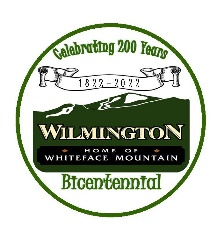 Celebrating 200 Years
1822-2022
WILMINGTON
HOME OF
WHITEFACE MOUNTAIN
Bicentennial